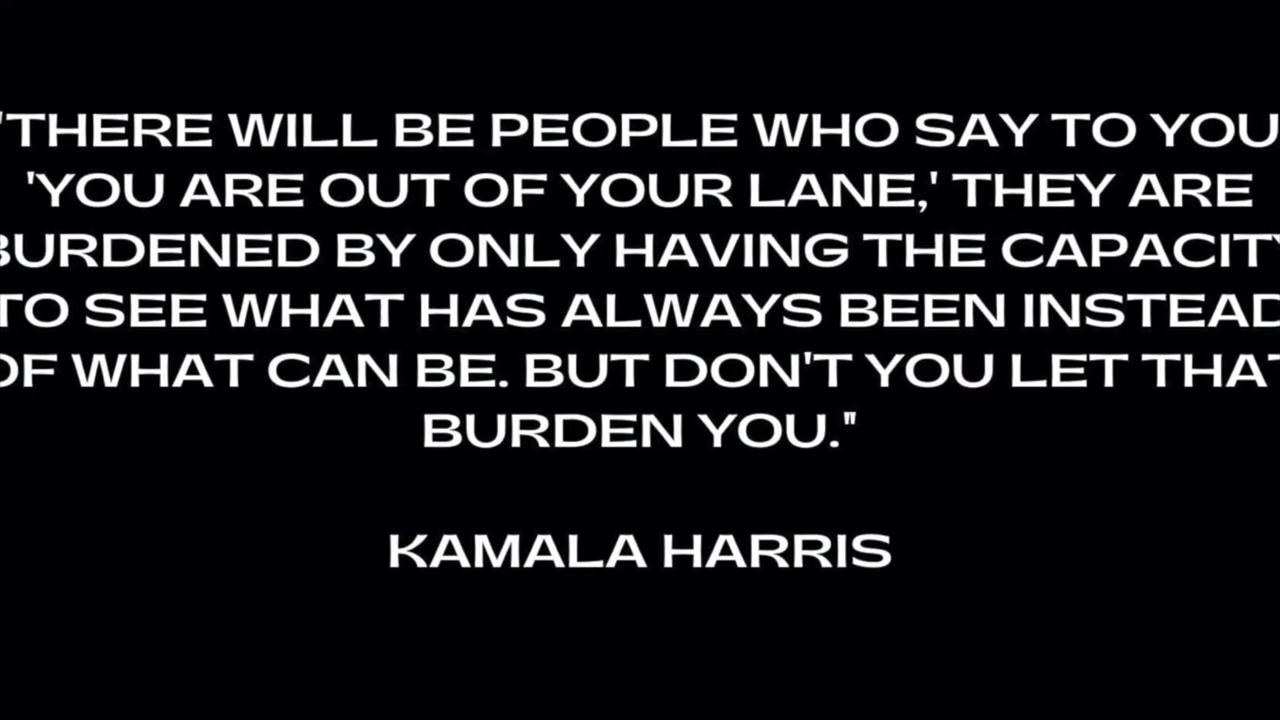 "THERE WILL BE PEOPLE WHO SAY TO YOU
'YOU ARE OUT OF YOUR LANE,' THEY ARE
BURDENED BY ONLY HAVING THE CAPACITY
TO SEE WHAT HAS ALWAYS BEEN INSTEAD
OF WHAT CAN BE. BUT DON'T YOU LET THAT
BURDEN YOU."
KAMALA HARRIS